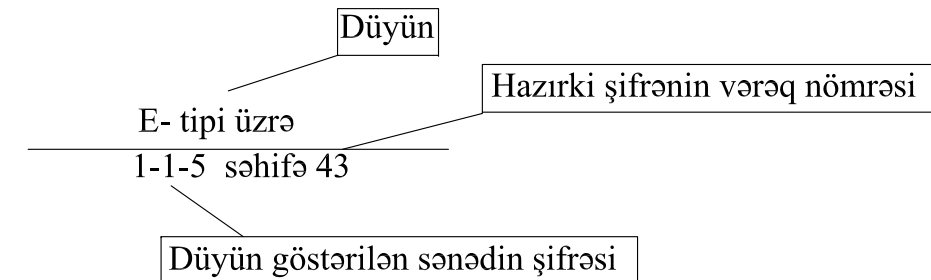 Düyün
Hazırki şifrənin vərəq nömrəsi
E- tipi üzrə
1-1-5 səhifə 43
Düyün göstərilən sənədin şifrəsi